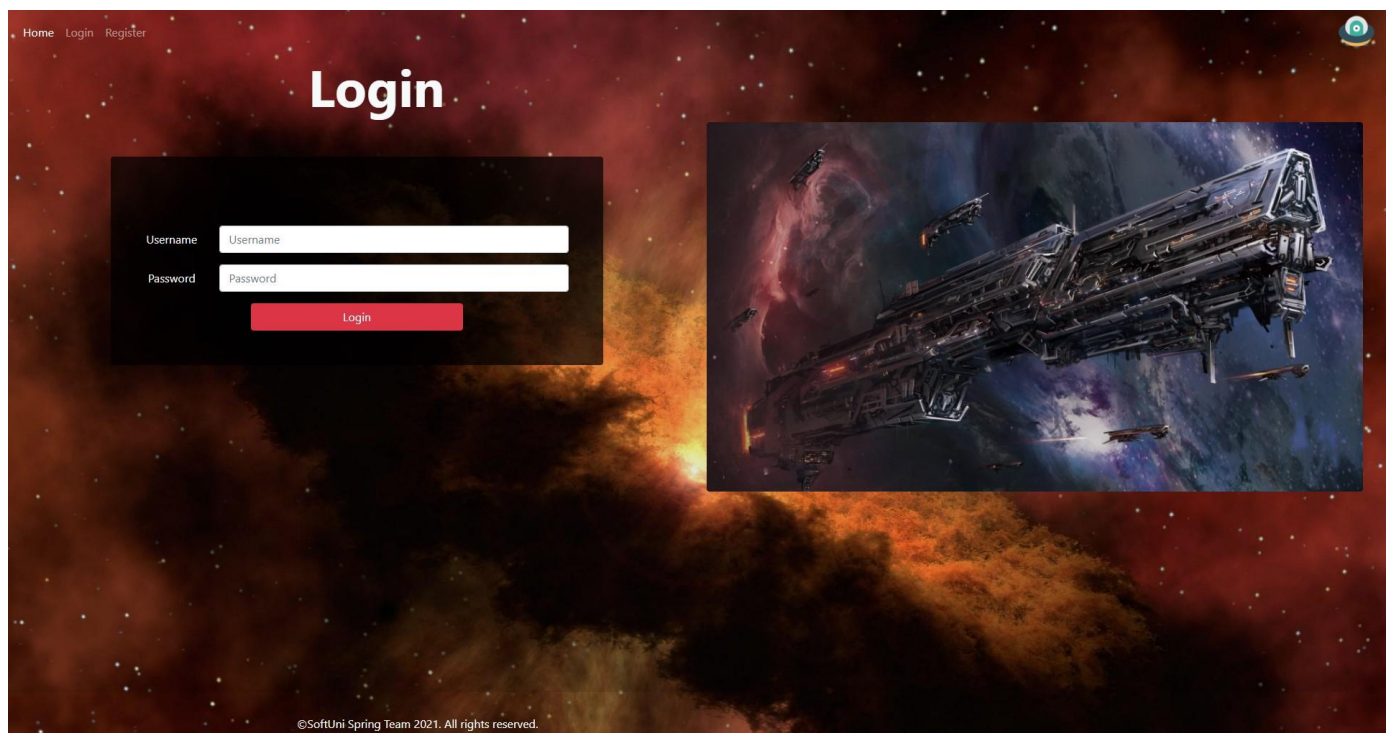 Home Login Register
Login
Username Username
Password Password
Login
©SoftUni Spring Team 2021. All rights reserved.